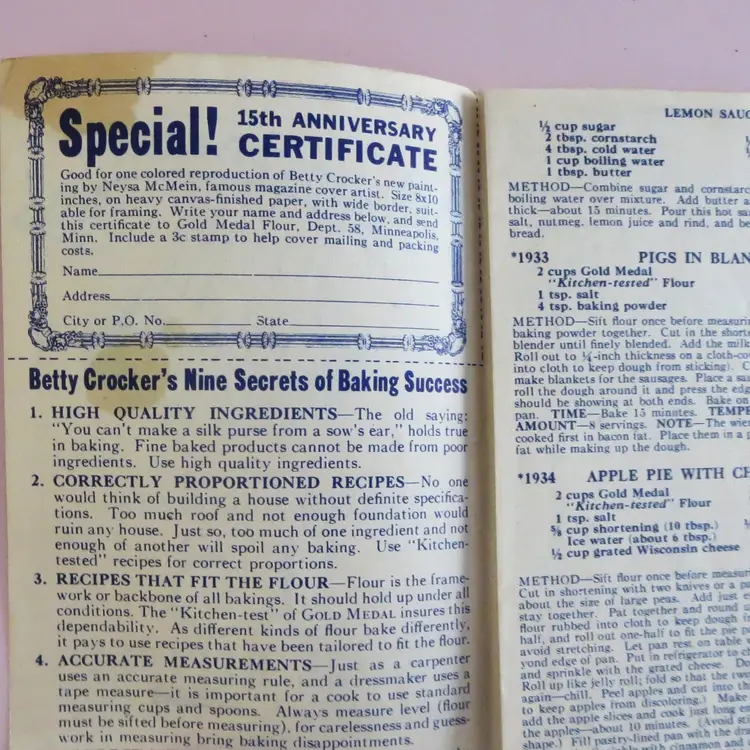 Special! 15th ANNIVERSARY
CERTIFICATE
Good for one colored reproduction of Betty Crocker's new paint-
ing by Neysa McMein, famous magazine cover artist. Size 8x10
inches, on heavy canvas-finished paper, with wide border, suit-
able for framing. Write your name and address below, and send
this certificate to Gold Medal Flour, Dept. 58, Minneapolis,
Minn. Include a 3c stamp to help cover mailing and packing
costs.
Name
Address
City or P.O. No. State
Betty Crocker's Nine Secrets of Baking Success
1. HIGH QUALITY INGREDIENTS—The old saying:
"You can't make a silk purse from a sow's ear," holds true
in baking. Fine baked products cannot be made from poor
ingredients. Use high quality ingredients.
2. CORRECTLY PROPORTIONED RECIPES—No one
would think of building a house without definite specifica-
tions. Too much roof and not enough foundation would
ruin any house. Just so, too much of one ingredient and not
enough of another will spoil any baking. Use "Kitchen-
tested" recipes for correct proportions.
3. RECIPES THAT FIT THE FLOUR—Flour is the frame-
work or backbone of all bakings. It should hold up under all
conditions. The "Kitchen-test" of GOLD MEDAL insures this
dependability. As different kinds of flour bake differently,
it pays to use recipes that have been tailored to fit the flour.
4. ACCURATE MEASUREMENTS—Just as a carpenter
uses an accurate measuring rule, and a dressmaker uses a
tape measure—it is important for a cook to use standard
measuring cups and spoons. Always measure level (flour
must be sifted before measuring), for carelessness and guess-
work in measuring bring baking disappointments.
LEMON SAUC
½ cup sugar
2 tbsp. cornstarch
4 tbsp. cold water
1 cup boiling water
1 tbsp. butter
METHOD—Combine sugar and cornstarc
boiling water over mixture. Add butter a
thick—about 15 minutes. Pour this hot sa
salt, nutmeg, lemon juice and rind, and be
bread.
*1933 PIGS IN BLAN
2 cups Gold Medal
"Kitchen-tested" Flour
1 tsp. salt
4 tsp. baking powder
METHOD—Sift flour once before measurin
baking powder together. Cut in the shorte
blender until finely blended. Add the milk
Roll out to ¼-inch thickness on a cloth-co
into cloth to keep dough from sticking). C
make blankets for the sausages. Place a sau
roll the dough around it and press the edg
should be showing at both ends. Bake on
pan. TIME—Bake 15 minutes. TEMPE
AMOUNT—8 servings. NOTE—The wien
cooked first in bacon fat. Place them in a p
fat while making up the dough.
*1934 APPLE PIE WITH CH
2 cups Gold Medal
"Kitchen-tested" Flour
1 tsp. salt
⅝ cup shortening (10 tbsp.)
Ice water (about 6 tbsp.)
½ cup grated Wisconsin cheese
METHOD—Sift flour once before measur
Cut in shortening with two knives or a pa
about the size of large peas. Add just e
stay together. Put together and round u
flour rubbed into cloth to keep dough
half, and roll out one-half to fit the pie p
avoid stretching. Let pan rest on table
yond edge of pan. Put in refrigerator to ch
and sprinkle with the grated cheese. Do
Roll up like jelly roll; fold so that the tw
again—chill. Peel apples and cut into th
to keep apples from discoloring.) Make
add the apple slices and cook just long e
the apples—about 10 minutes. (Avoid s
shape.) Fill pastry-lined pan with the